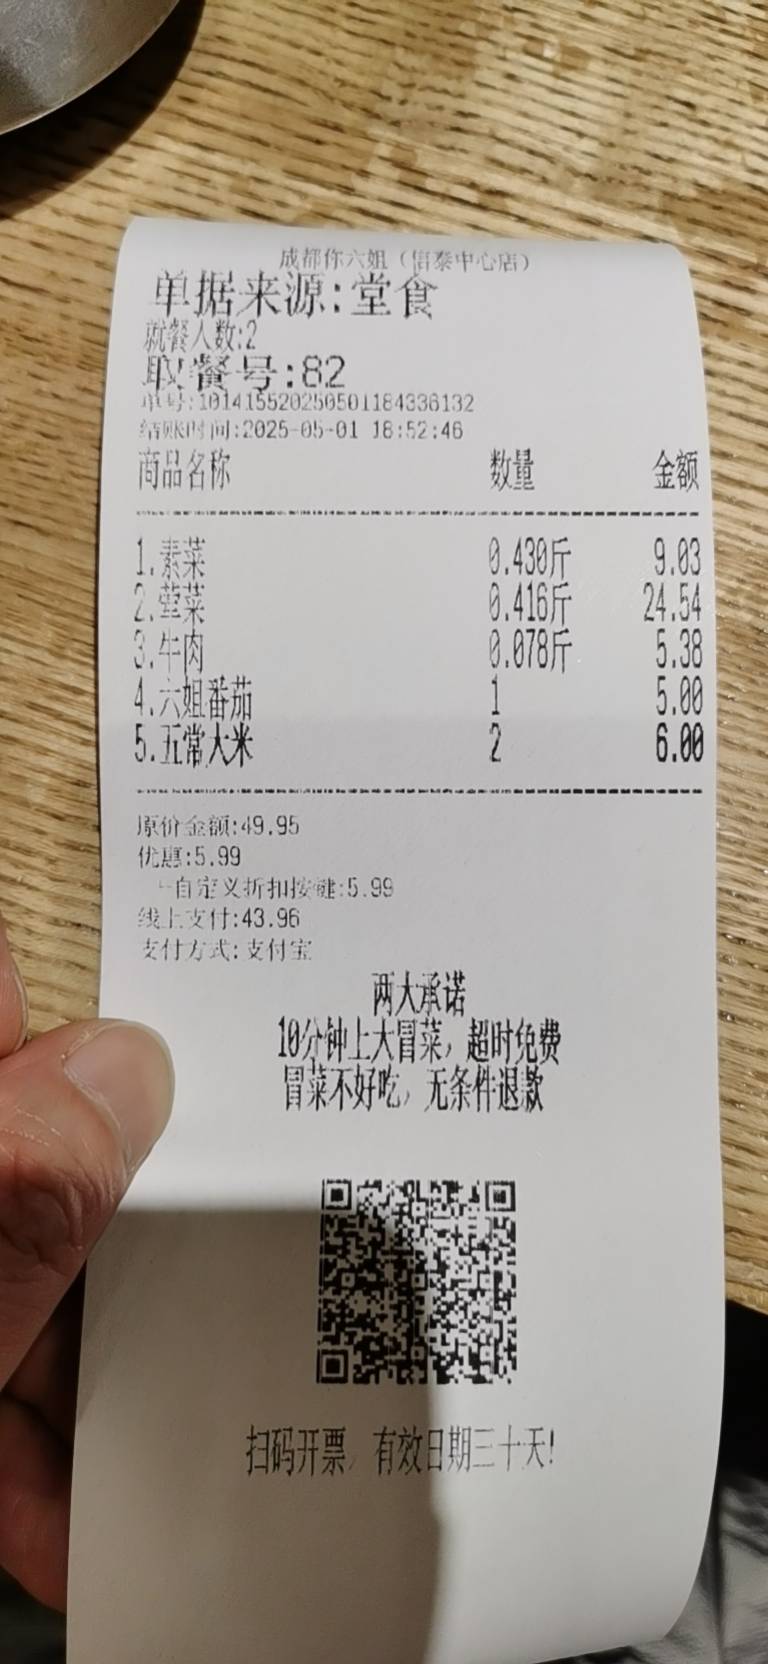 成都你六姐（信泰中心店）
单据来源:堂食
就餐人数:2
取餐号:82
单号:101415520250501184336132
结账时间:2025-05-01 18:52:46
商品名称 数量 金额
1.素菜 0.430斤 9.03
2.荤菜 0.416斤 24.54
3.牛肉 0.078斤 5.38
4.六姐番茄 1 5.00
5.五常大米 2 6.00
原价金额:49.95
优惠:5.99
自定义折扣按键:5.99
线上支付:43.96
支付方式:支付宝
两大承诺
10分钟上大冒菜，超时免费
冒菜不好吃，无条件退款
扫码开票，有效日期三十天!